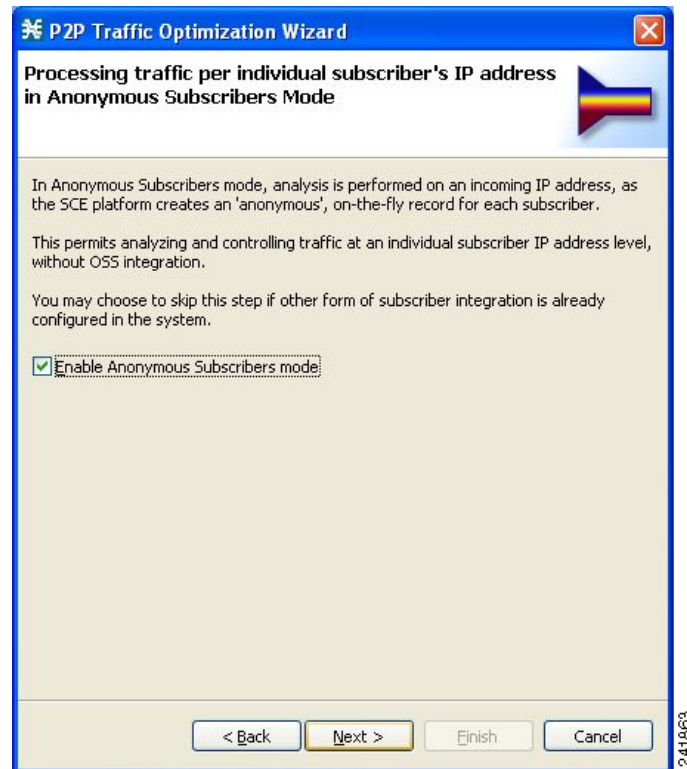 P2P Traffic Optimization Wizard
Processing traffic per individual subscriber's IP address
in Anonymous Subscribers Mode
In Anonymous Subscribers mode, analysis is performed on an incoming IP address, as
the SCE platform creates an 'anonymous', on-the-fly record for each subscriber.
This permits analyzing and controlling traffic at an individual subscriber IP address level,
without OSS integration.
You may choose to skip this step if other form of subscriber integration is already
configured in the system.
Enable Anonymous Subscribers mode
< Back Next > Finish Cancel
241863